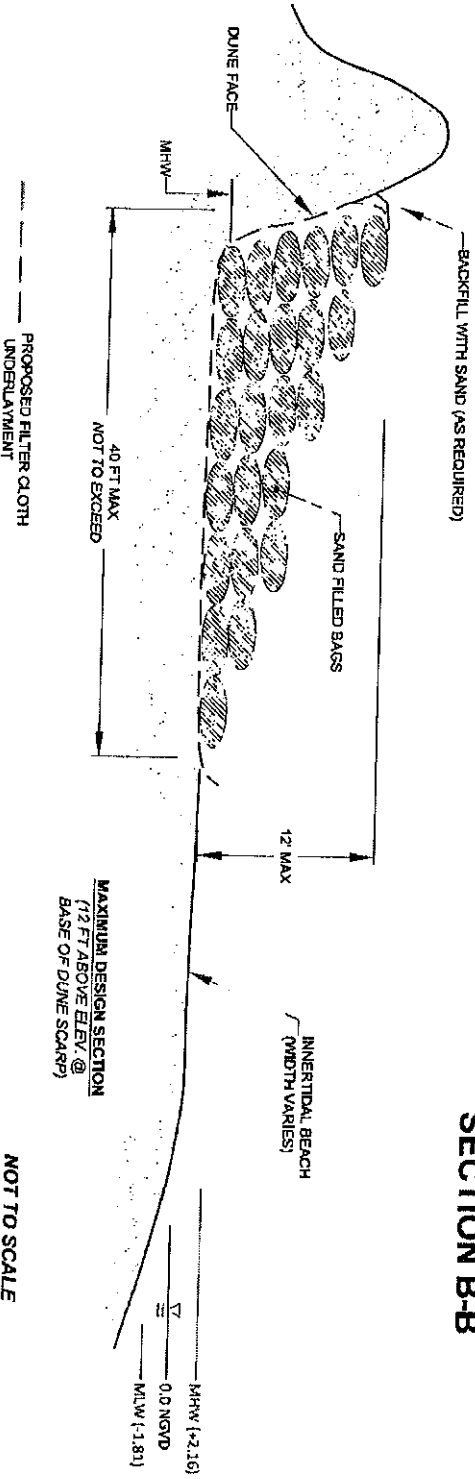 SECTION B-B
BACKFILL WITH SAND (AS REQUIRED)
DUNE FACE
MHW
SAND FILLED BAGS
12' MAX
INNERTIDAL BEACH
(WIDTH VARIES)
40 FT MAX
NOT TO EXCEED
MHW (+2.16)
0.0 NGVD
MLW (-1.81)
PROPOSED FILTER CLOTH
UNDERLAYMENT
MAXIMUM DESIGN SECTION
(12 FT ABOVE ELEV. @
BASE OF DUNE SCARP)
NOT TO SCALE